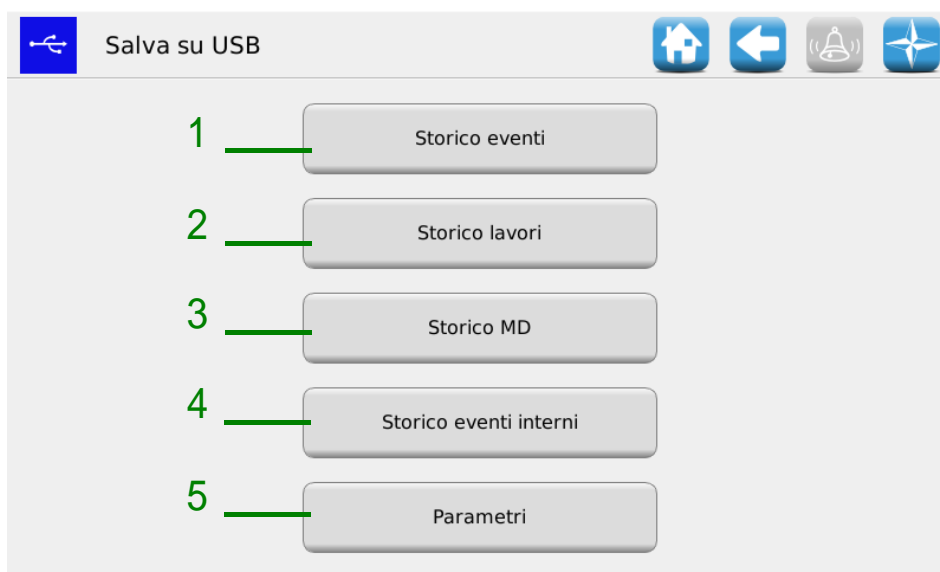 Salva su USB
1 Storico eventi
2 Storico lavori
3 Storico MD
4 Storico eventi interni
5 Parametri